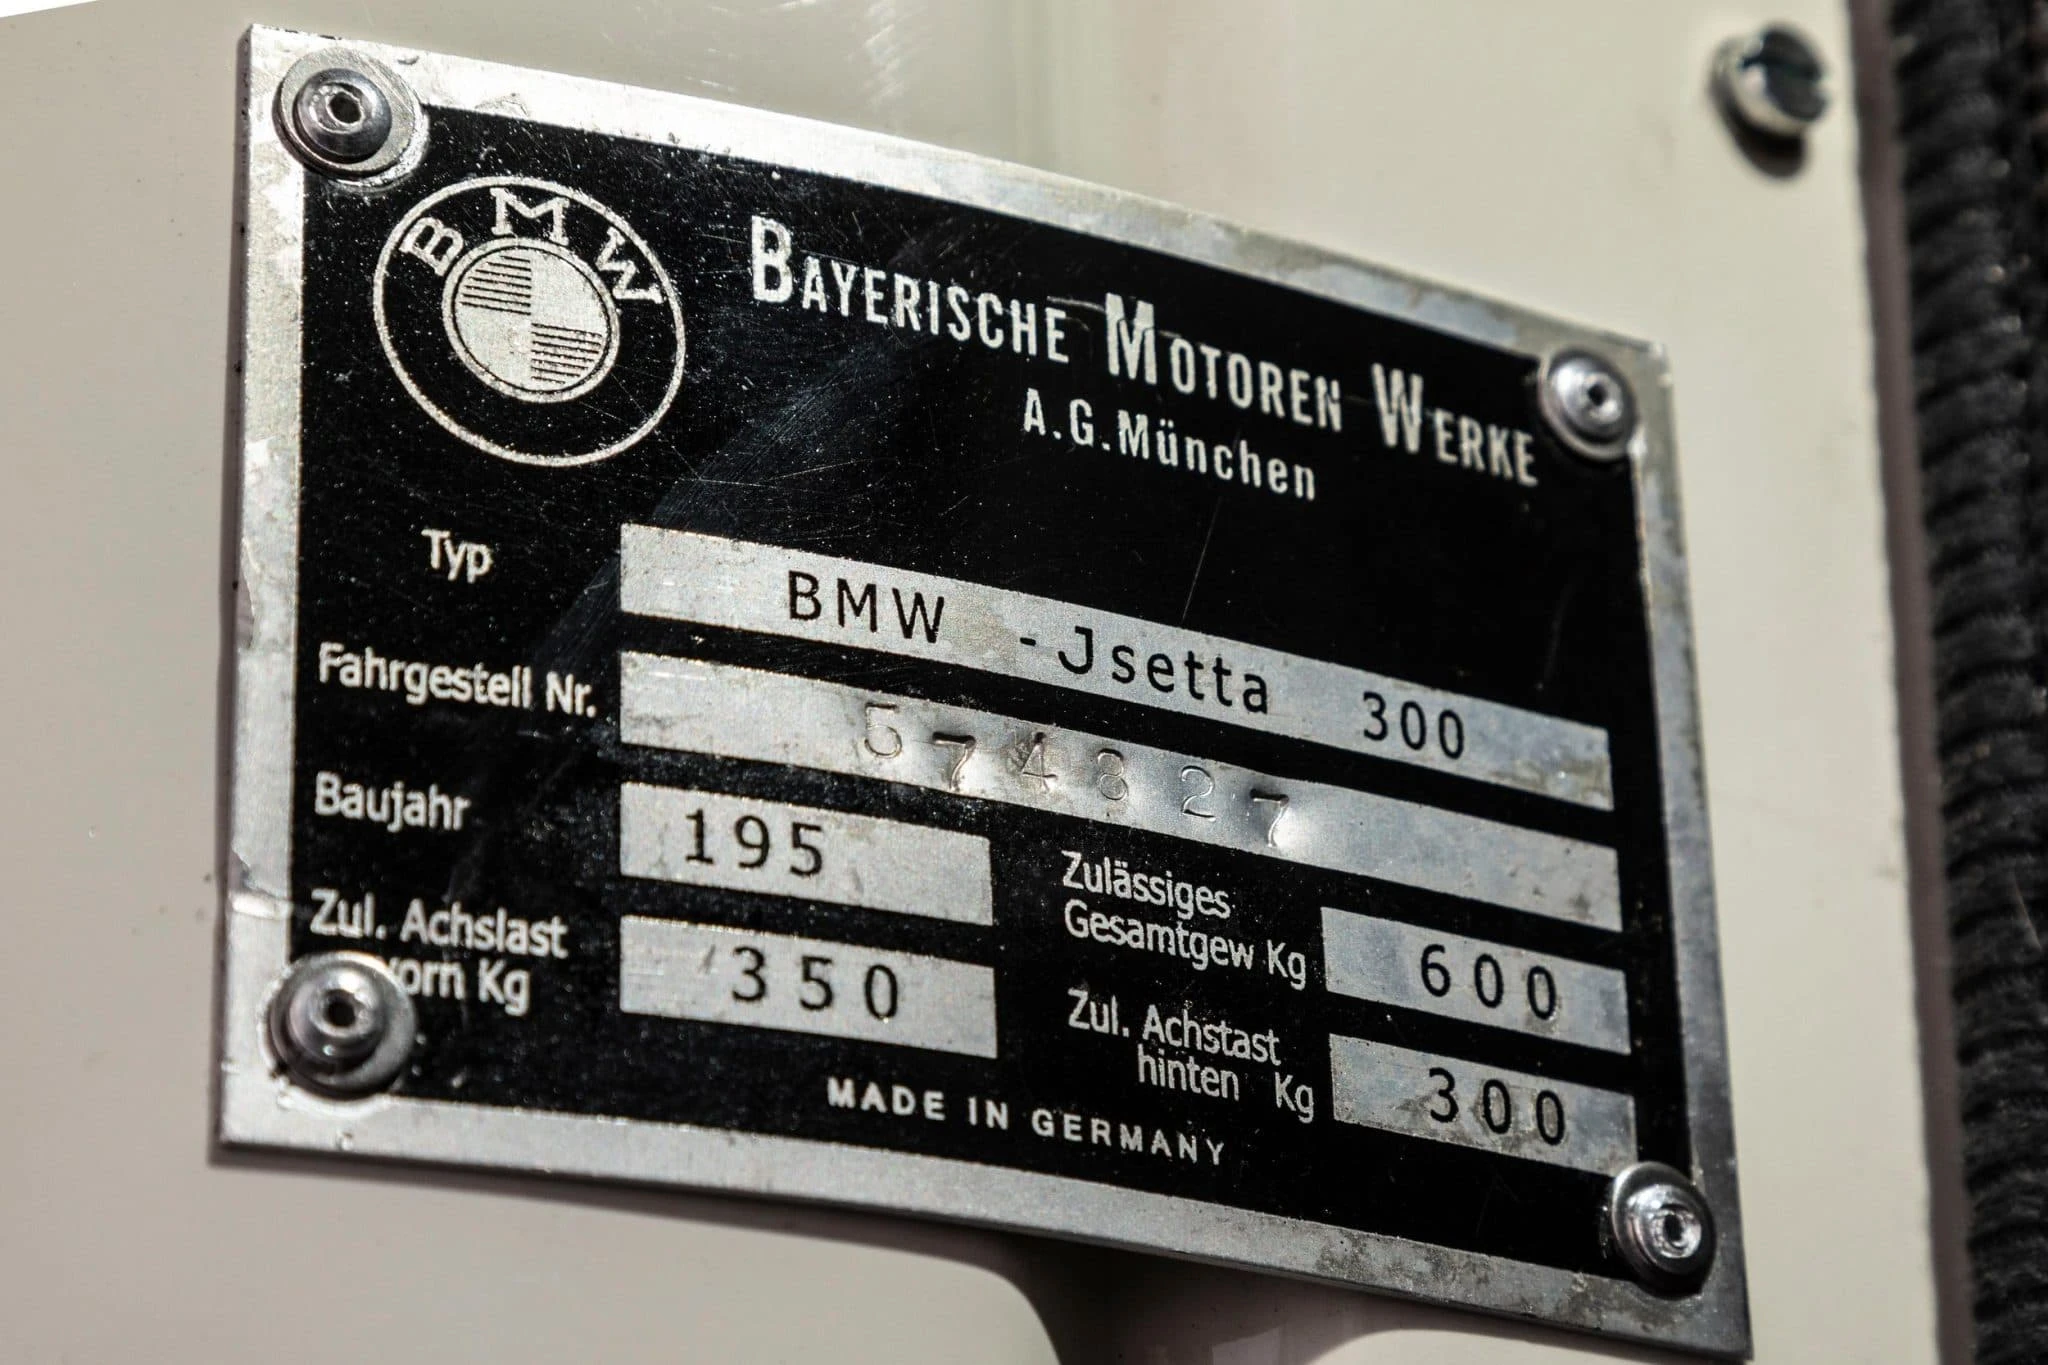 BMW
BAYERISCHE MOTOREN WERKE
A.G. München
Typ BMW -Jsetta 300
Fahrgestell Nr. 574827
Baujahr 195
Zulässiges
Gesamtgew Kg 600
Zul. Achslast
vorn Kg 350
Zul. Achstast
hinten Kg 300
MADE IN GERMANY